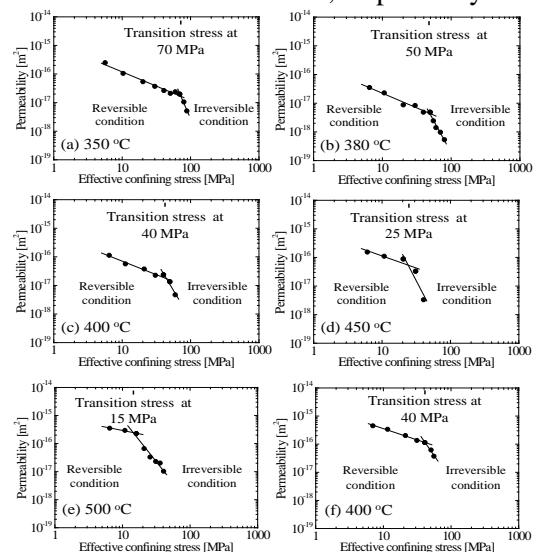 Transition stress at
70 MPa
Permeability [m²]
10⁻¹⁴
10⁻¹⁵
10⁻¹⁶
10⁻¹⁷
10⁻¹⁸
10⁻¹⁹
Reversible condition
Irreversible condition
(a) 350 °C
1 10 100 1000
Effective confining stress [MPa]
Transition stress at
50 MPa
Permeability [m²]
10⁻¹⁴
10⁻¹⁵
10⁻¹⁶
10⁻¹⁷
10⁻¹⁸
10⁻¹⁹
Reversible condition
Irreversible condition
(b) 380 °C
1 10 100 1000
Effective confining stress [MPa]
Transition stress at
40 MPa
Permeability [m²]
10⁻¹⁴
10⁻¹⁵
10⁻¹⁶
10⁻¹⁷
10⁻¹⁸
10⁻¹⁹
Reversible condition
Irreversible condition
(c) 400 °C
1 10 100 1000
Effective confining stress [MPa]
Transition stress at
25 MPa
Permeability [m²]
10⁻¹⁴
10⁻¹⁵
10⁻¹⁶
10⁻¹⁷
10⁻¹⁸
10⁻¹⁹
Reversible condition
Irreversible condition
(d) 450 °C
1 10 100 1000
Effective confining stress [MPa]
Transition stress at
15 MPa
Permeability [m²]
10⁻¹⁴
10⁻¹⁵
10⁻¹⁶
10⁻¹⁷
10⁻¹⁸
10⁻¹⁹
Reversible condition
Irreversible condition
(e) 500 °C
1 10 100 1000
Effective confining stress [MPa]
Transition stress at
40 MPa
Permeability [m²]
10⁻¹⁴
10⁻¹⁵
10⁻¹⁶
10⁻¹⁷
10⁻¹⁸
10⁻¹⁹
Reversible condition
Irreversible condition
(f) 400 °C
1 10 100 1000
Effective confining stress [MPa]